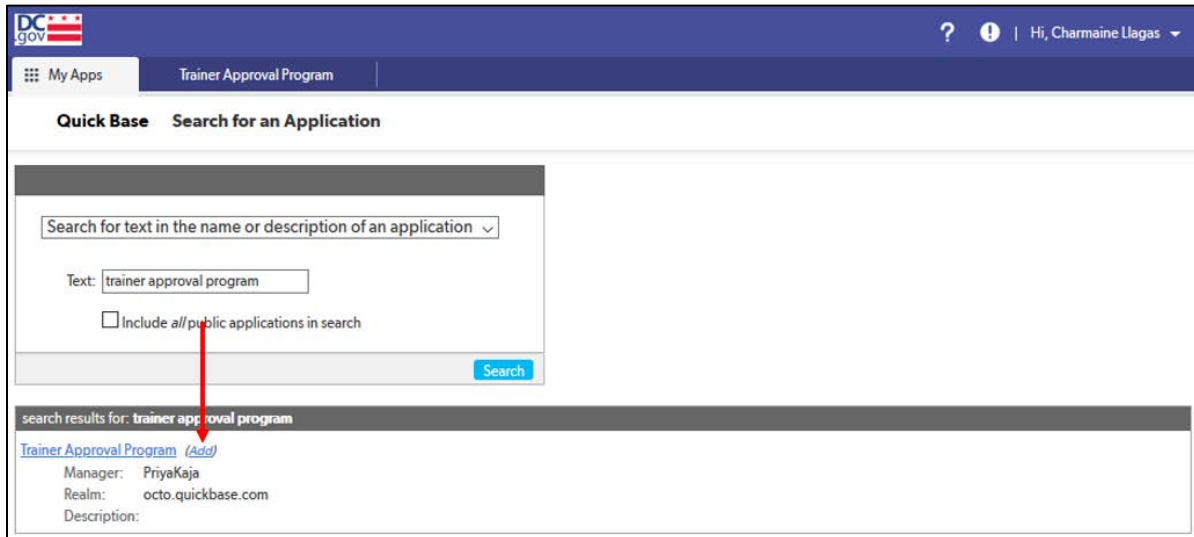 DC
.gov
? ! | Hi, Charmaine Llagas
My Apps Trainer Approval Program
Quick Base Search for an Application
Search for text in the name or description of an application
Text: trainer approval program
Include all public applications in search
Search
search results for: trainer approval program
Trainer Approval Program (Add)
Manager: PriyaKaja
Realm: octo.quickbase.com
Description: